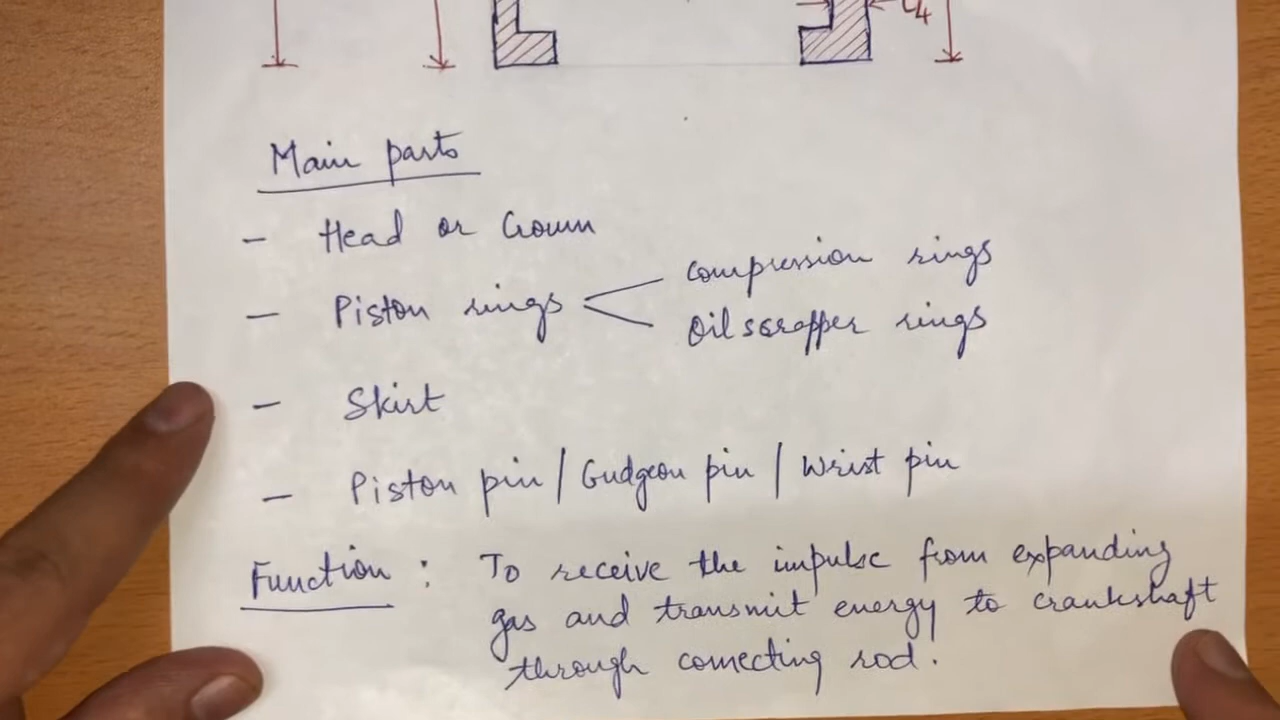 t4
Main parts
- Head or Crown
- Piston rings < compression rings
Oil scrapper rings
- Skirt
- Piston pin / Gudgeon pin / Wrist pin
Function : To receive the impulse from expanding
gas and transmit energy to crankshaft
through connecting rod.